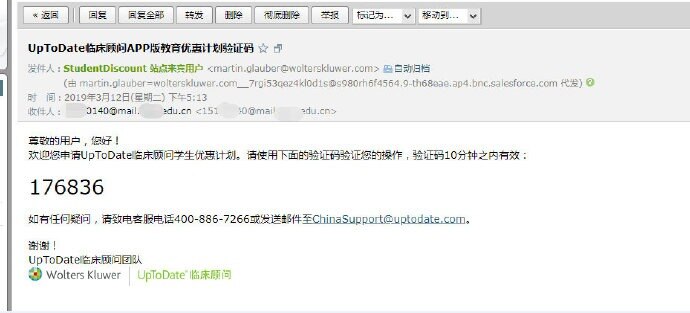 « 返回 回复 回复全部 转发 删除 彻底删除 举报 标记为... 移动到...
UpToDate临床顾问APP版教育优惠计划验证码
发件人：StudentDiscount 站点来宾用户 <martin.glauber@wolterskluwer.com> 自动归档
(由 martin.glauber=wolterskluwer.com__7rgi53qez4kl0d1s@s980rh6f4564.9-th68eae.ap4.bnc.salesforce.com 代发)
时 间：2019年3月12日(星期二) 下午5:13
收件人： 0140@mail. edu.cn <151 @mail. edu.cn>
尊敬的用户，您好！
欢迎您申请UpToDate临床顾问学生优惠计划。请使用下面的验证码验证您的操作，验证码10分钟之内有效：
176836
如有任何疑问，请致电客服电话400-886-7266或发送邮件至ChinaSupport@uptodate.com。
谢谢！
UpToDate临床顾问团队
Wolters Kluwer UpToDate® 临床顾问